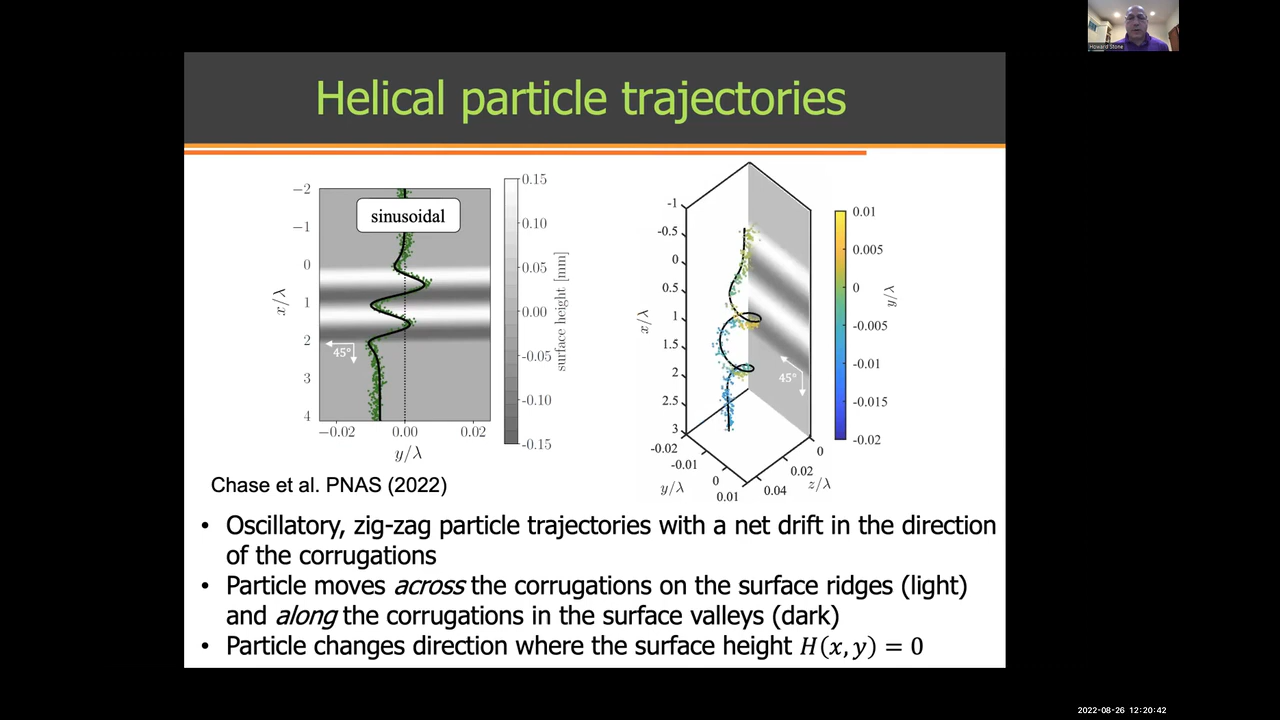 Howard Stone
Helical particle trajectories
sinusoidal
−2
−1
0
1
2
3
4
x/λ
45°
−0.02
0.00
0.02
y/λ
0.15
0.10
0.05
0.00
-0.05
-0.10
-0.15
surface height [mm]
-1
-0.5
0
0.5
1
1.5
2
2.5
3
x/λ
45°
-0.02
-0.01
0
0.01
y/λ
0.04
0.02
0
z/λ
0.01
0.005
0
-0.005
-0.01
-0.015
-0.02
y/λ
Chase et al. PNAS (2022)
• Oscillatory, zig-zag particle trajectories with a net drift in the direction
of the corrugations
• Particle moves across the corrugations on the surface ridges (light)
and along the corrugations in the surface valleys (dark)
• Particle changes direction where the surface height H(x, y) = 0
2022-08-26 12:20:42